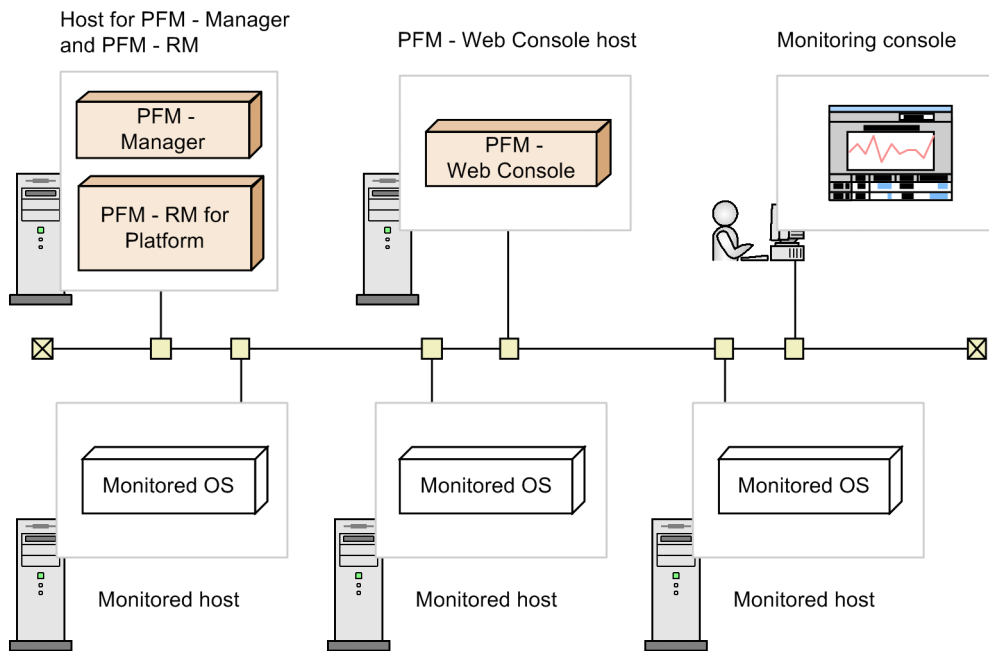 Host for PFM - Manager
and PFM - RM
PFM - Web Console host
Monitoring console
PFM -
Manager
PFM - RM for
Platform
PFM -
Web Console
Monitored OS
Monitored OS
Monitored OS
Monitored host
Monitored host
Monitored host